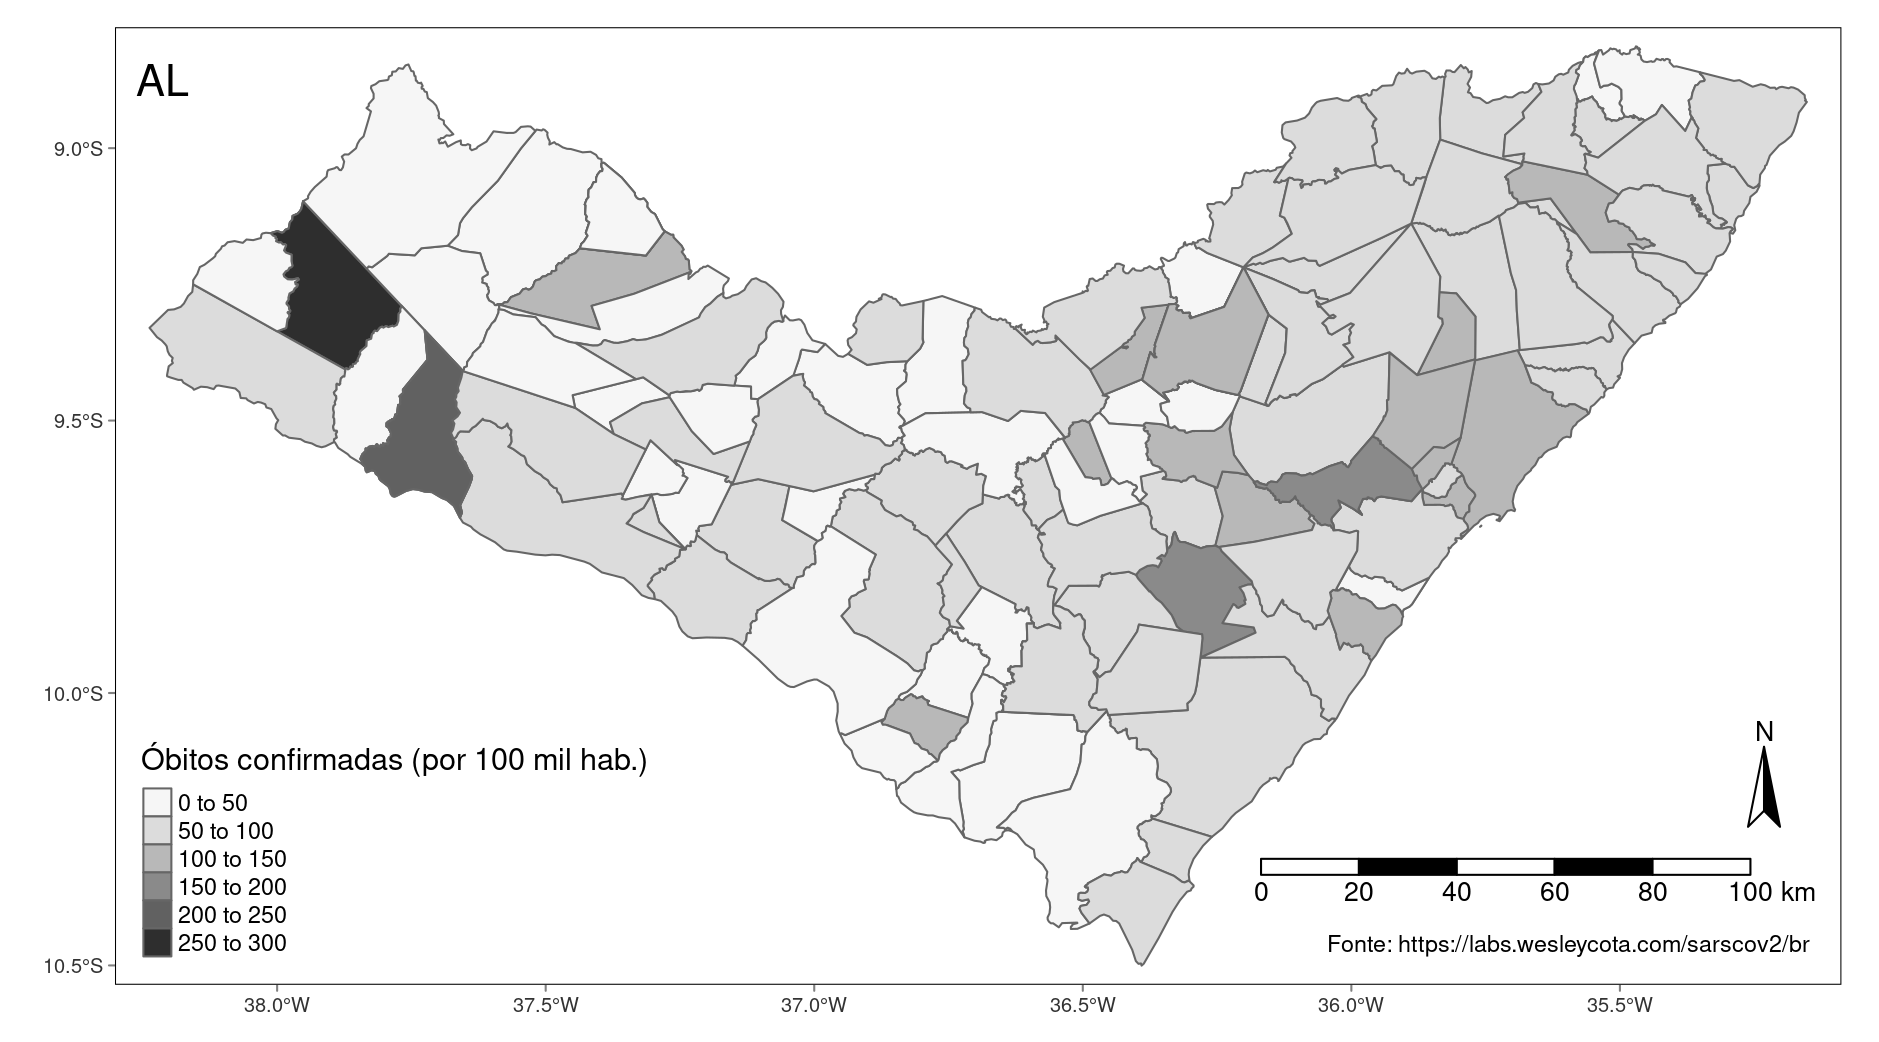 AL
9.0°S
9.5°S
10.0°S
10.5°S
Óbitos confirmadas (por 100 mil hab.)
0 to 50
50 to 100
100 to 150
150 to 200
200 to 250
250 to 300
N
0 20 40 60 80 100 km
Fonte: https://labs.wesleycota.com/sarscov2/br
38.0°W 37.5°W 37.0°W 36.5°W 36.0°W 35.5°W